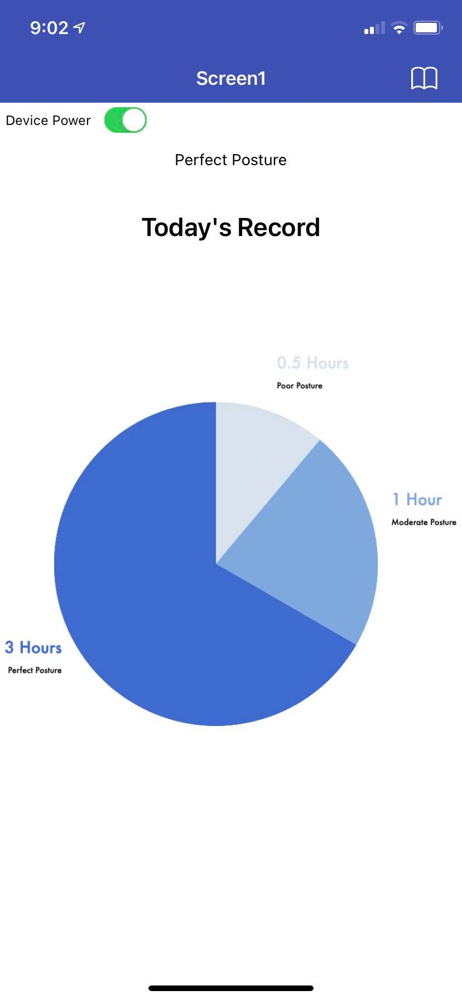 9:02
Screen1
Device Power
Perfect Posture
Today's Record
0.5 Hours
Poor Posture
1 Hour
Moderate Posture
3 Hours
Perfect Posture